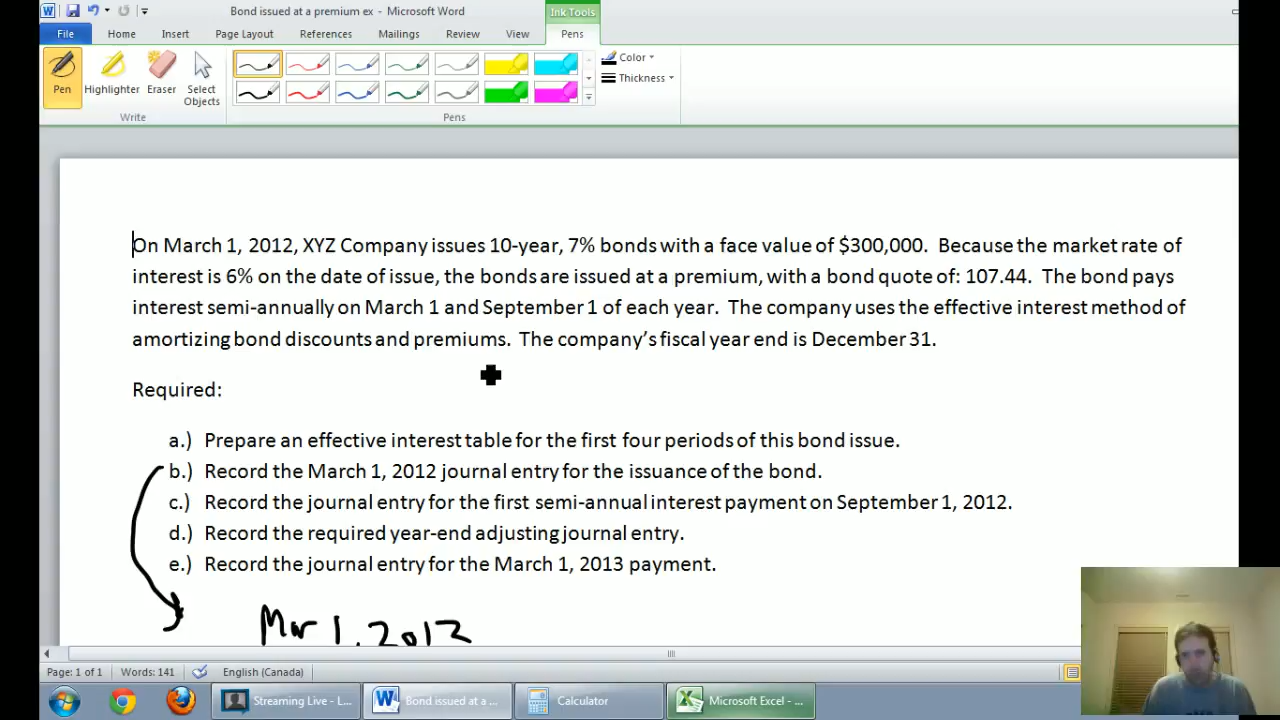 Bond issued at a premium ex - Microsoft Word
Ink Tools
File Home Insert Page Layout References Mailings Review View Pens
Pen Highlighter Eraser Select Objects
Color
Thickness
Write
Pens
On March 1, 2012, XYZ Company issues 10-year, 7% bonds with a face value of $300,000. Because the market rate of
interest is 6% on the date of issue, the bonds are issued at a premium, with a bond quote of: 107.44. The bond pays
interest semi-annually on March 1 and September 1 of each year. The company uses the effective interest method of
amortizing bond discounts and premiums. The company's fiscal year end is December 31.
Required:
a.) Prepare an effective interest table for the first four periods of this bond issue.
b.) Record the March 1, 2012 journal entry for the issuance of the bond.
c.) Record the journal entry for the first semi-annual interest payment on September 1, 2012.
d.) Record the required year-end adjusting journal entry.
e.) Record the journal entry for the March 1, 2013 payment.
Mar 1, 2012
Page: 1 of 1 Words: 141 English (Canada)
Streaming Live - L... Bond issued at a ... Calculator Microsoft Excel - ...